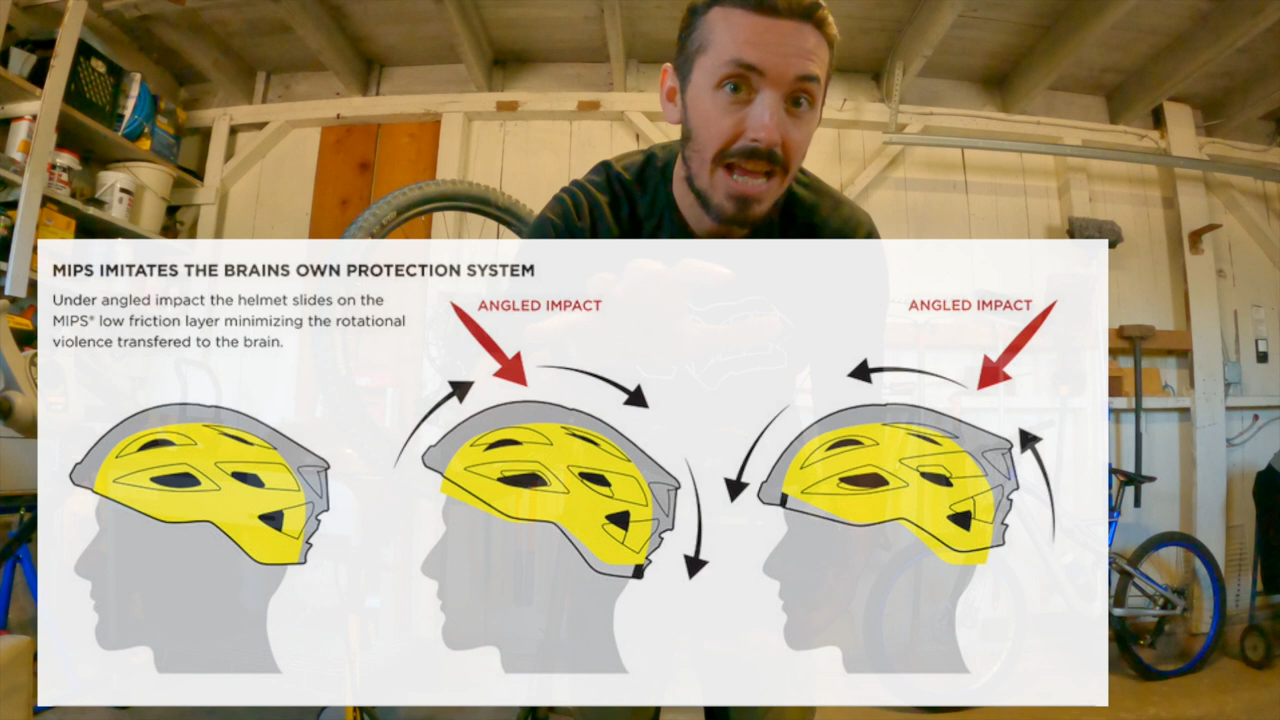 MIPS IMITATES THE BRAINS OWN PROTECTION SYSTEM
Under angled impact the helmet slides on the
MIPS® low friction layer minimizing the rotational
violence transfered to the brain.
ANGLED IMPACT
ANGLED IMPACT